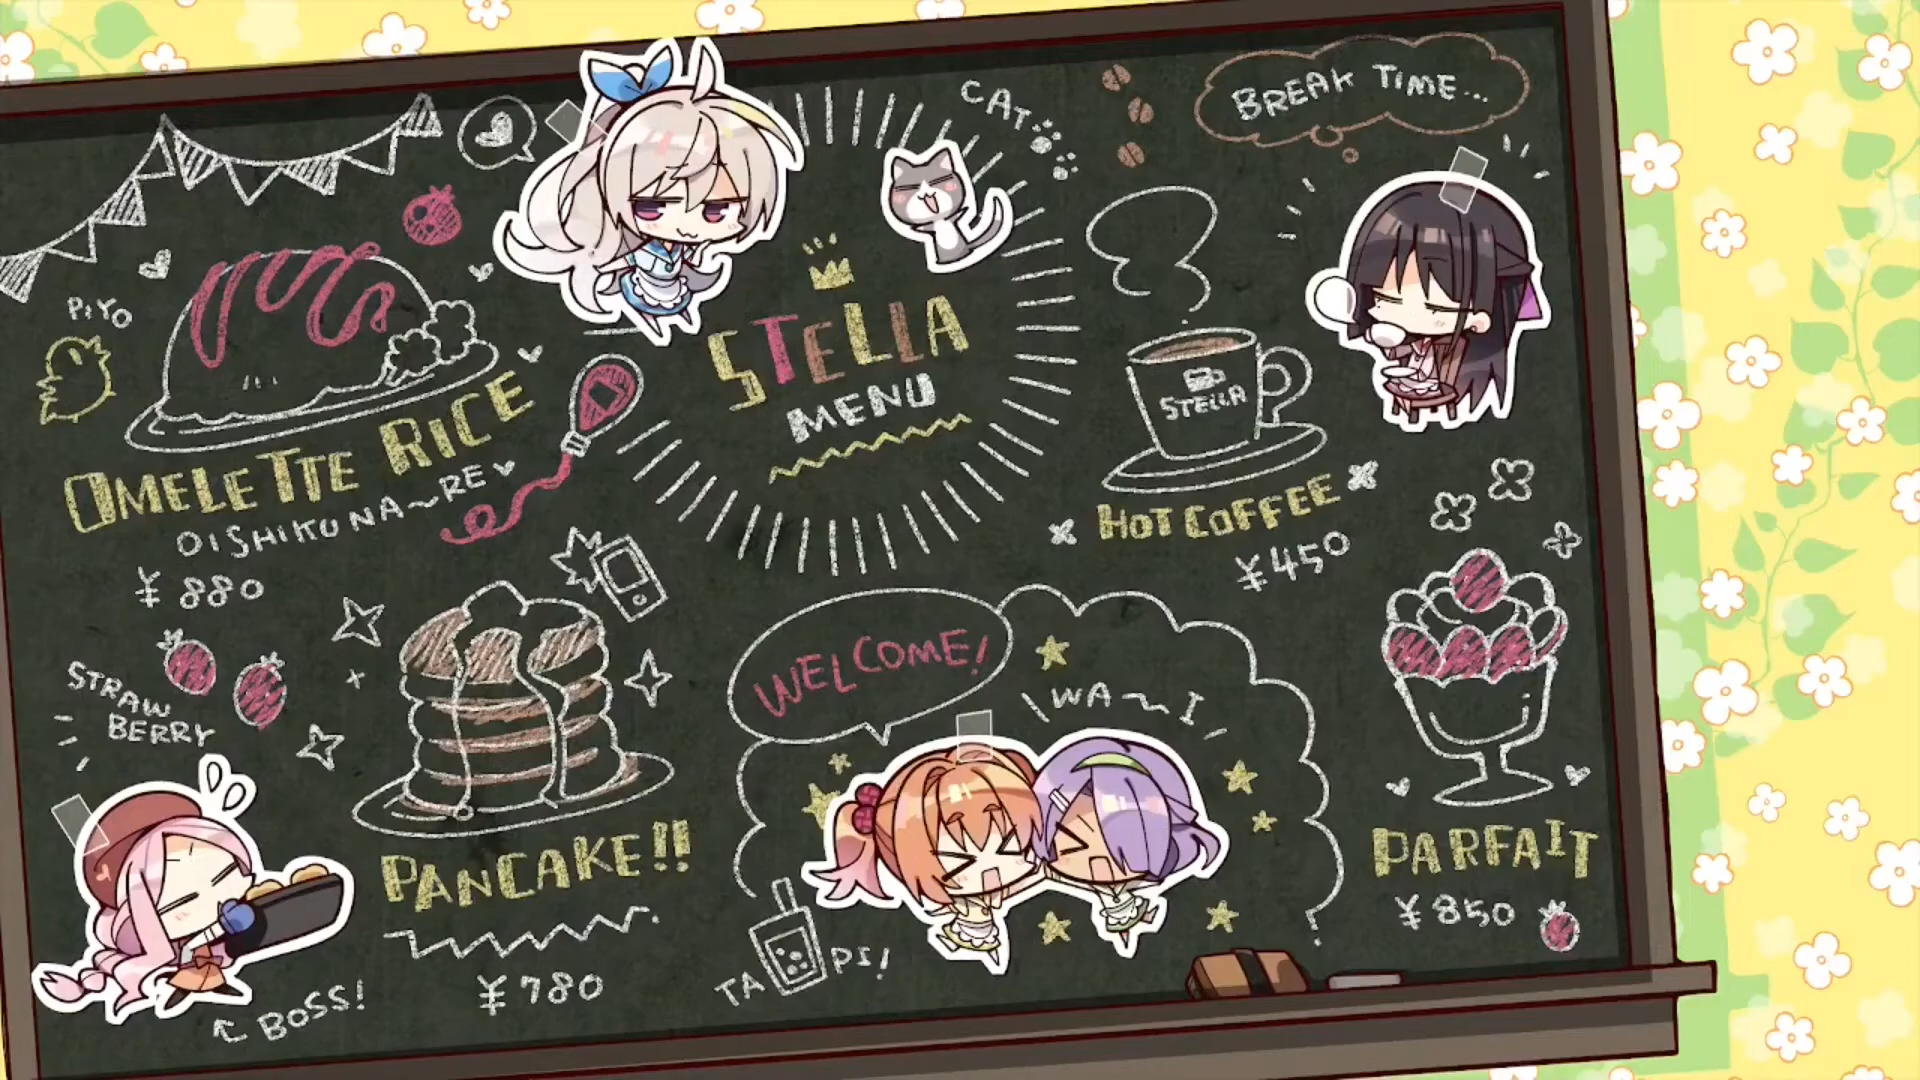 CAT
BREAK TIME...
PiYO
STELLA
MENU
STELLA
OMELETTE RICE
OISHIKUNA~RE♥
¥880
HOT COFFEE
¥450
STRAW
BERRY
WELCOME!
\WA~I
PANCAKE!!
¥780
PARFAIT
¥850
TA PI!
BOSS!